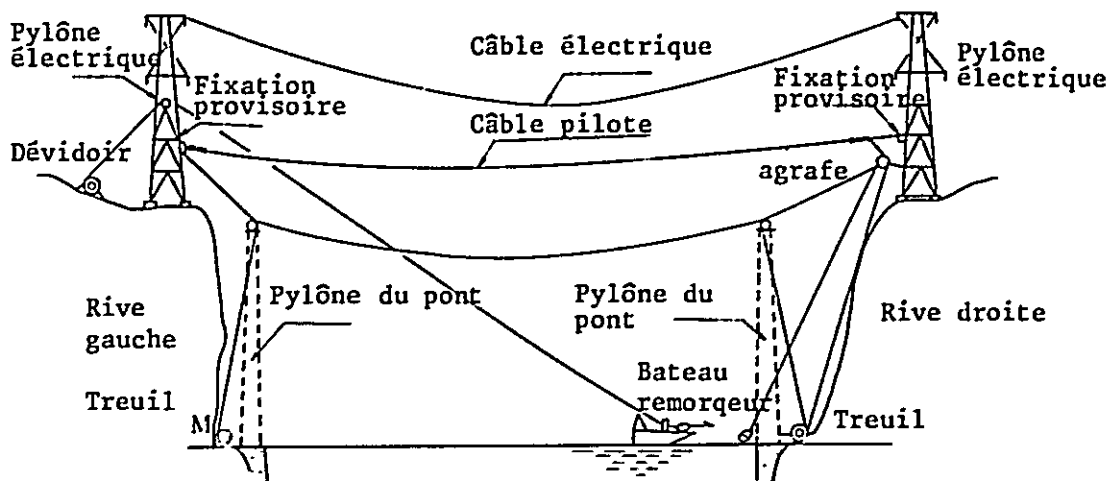 Pylône
électrique
Fixation
provisoire
Dévidoir
Câble électrique
Câble pilote
Pylône
électrique
Fixation
provisoire
agrafe
Rive
gauche
Pylône du pont
Pylône du
pont
Rive droite
Treuil
M
Bateau
remorqeur
Treuil